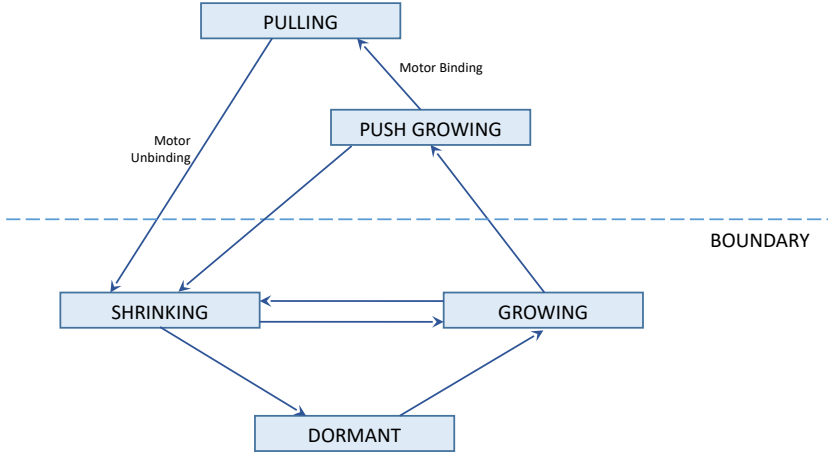 PULLING
Motor Binding
PUSH GROWING
Motor
Unbinding
BOUNDARY
SHRINKING
GROWING
DORMANT